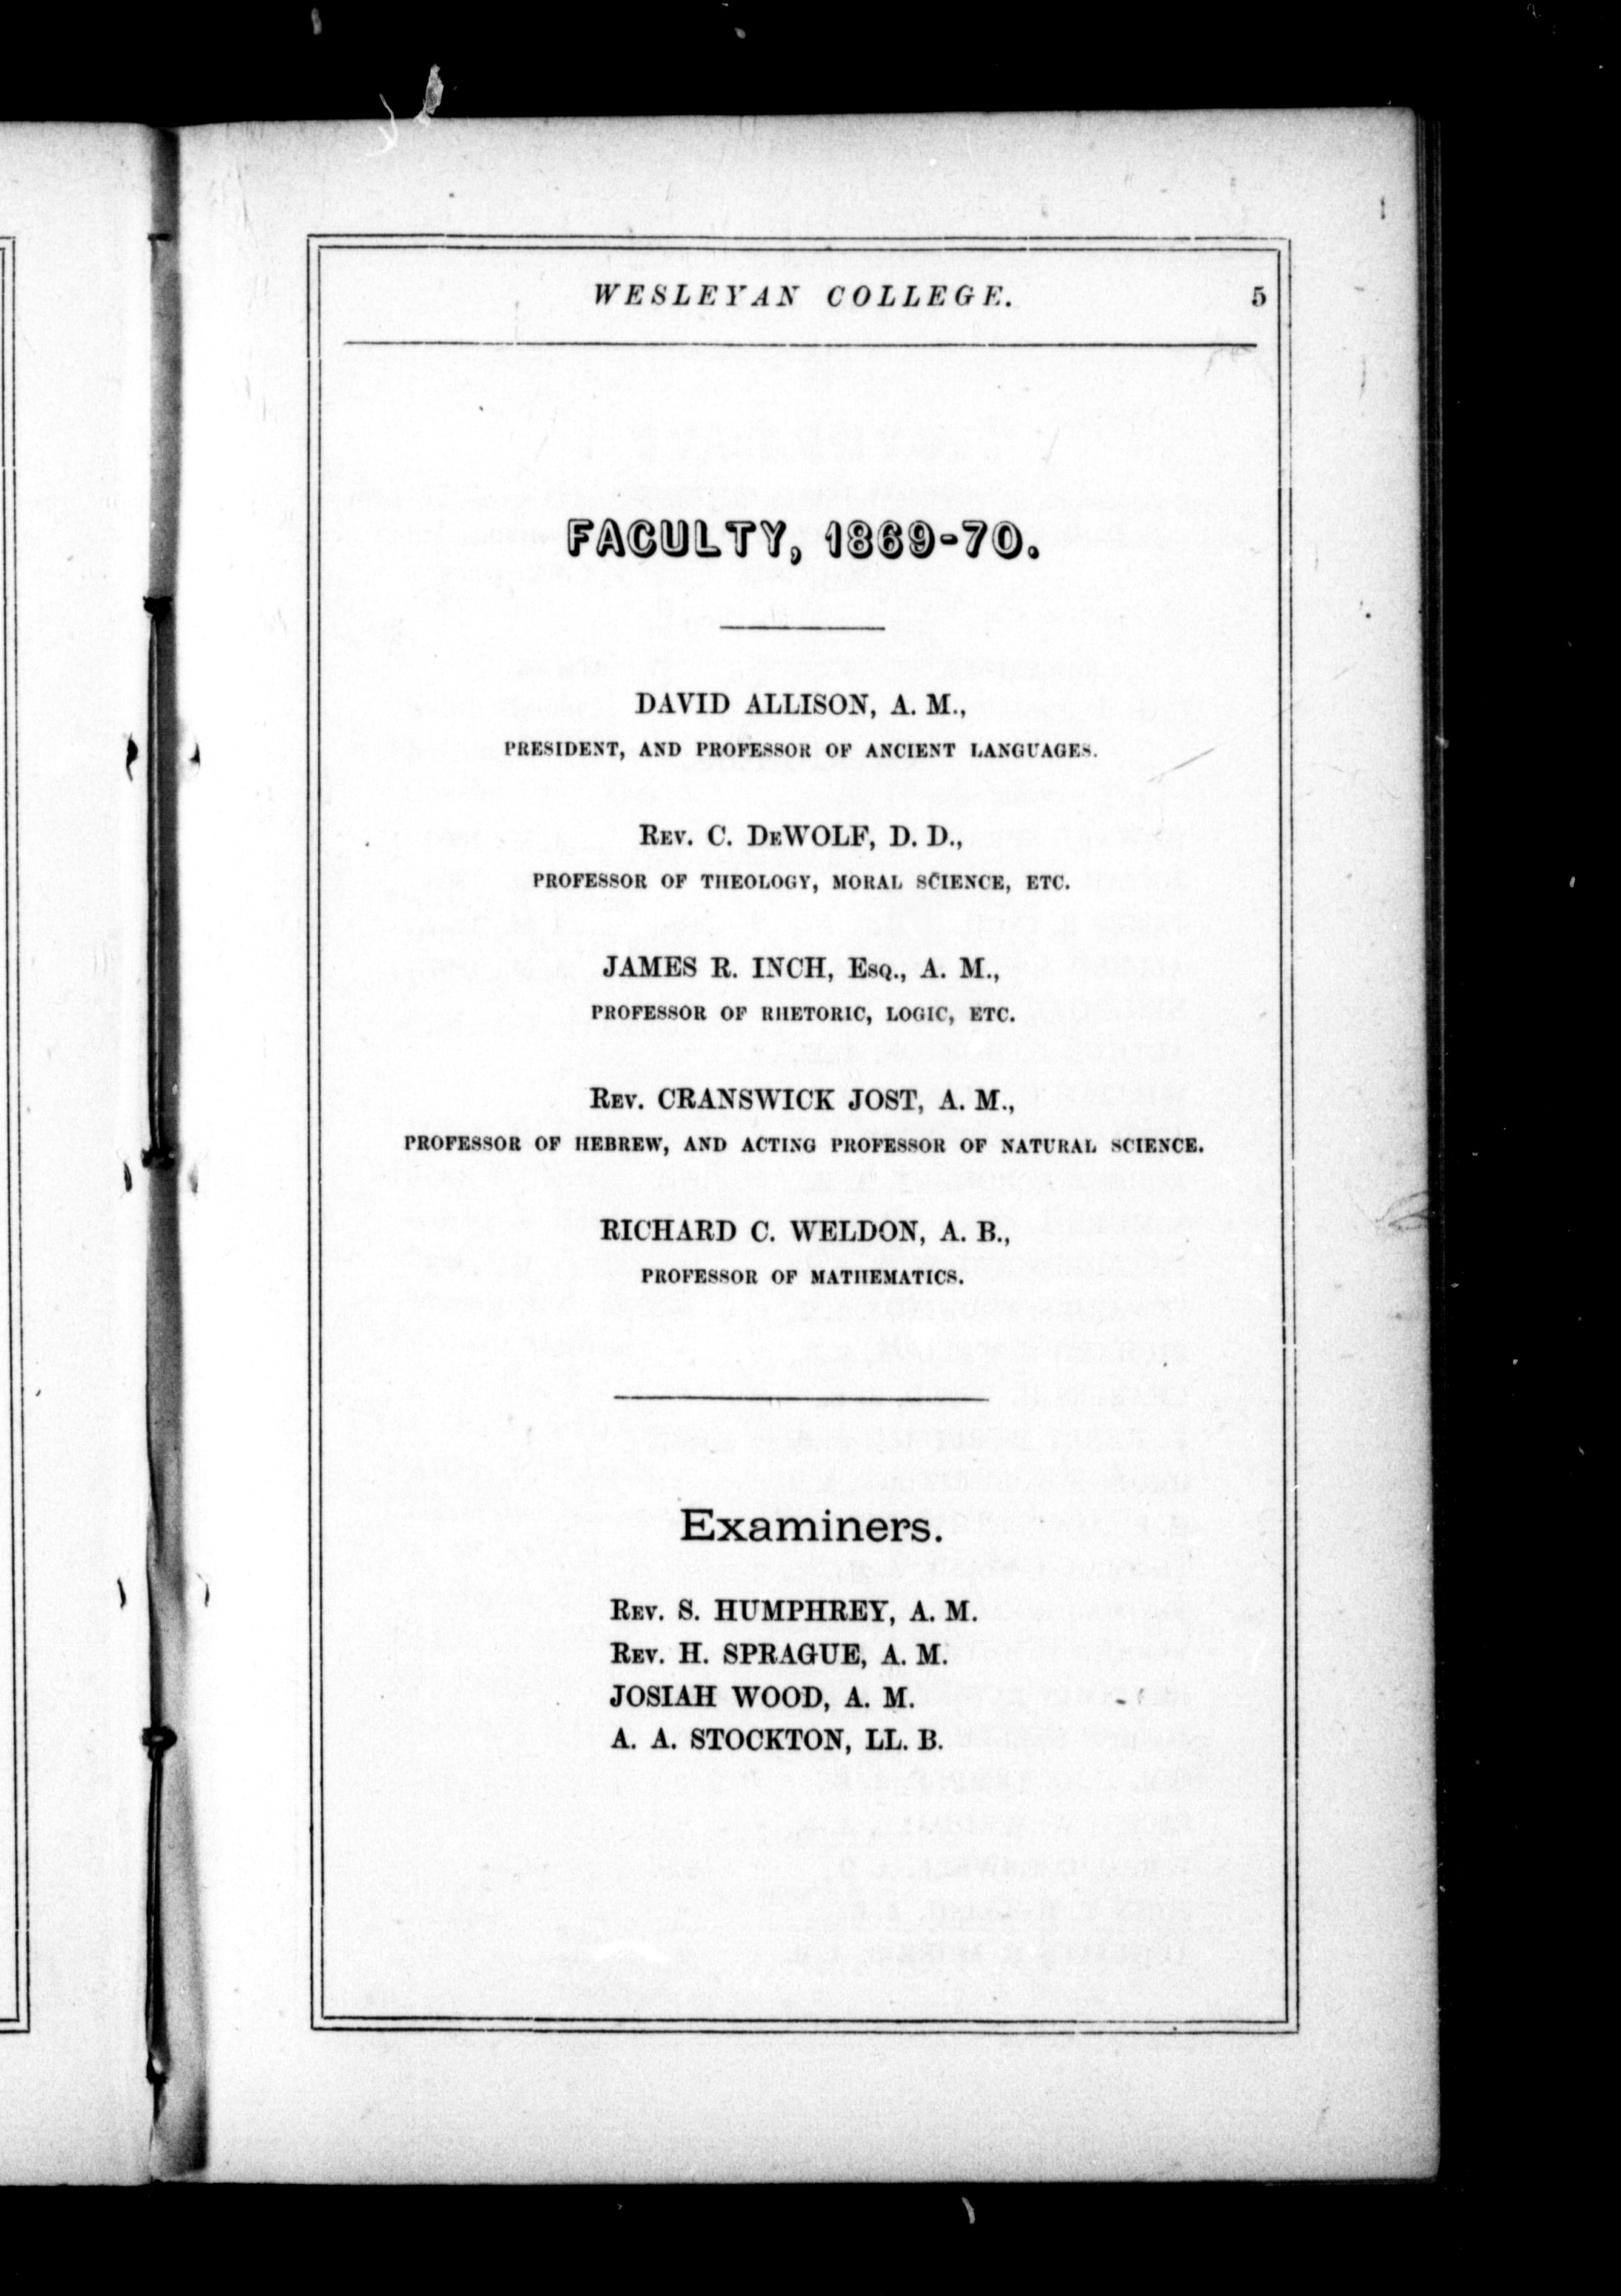 WESLEYAN COLLEGE. 5
FACULTY, 1869-70.
DAVID ALLISON, A. M.,
PRESIDENT, AND PROFESSOR OF ANCIENT LANGUAGES.
REV. C. DEWOLF, D. D.,
PROFESSOR OF THEOLOGY, MORAL SCIENCE, ETC.
JAMES R. INCH, ESQ., A. M.,
PROFESSOR OF RHETORIC, LOGIC, ETC.
REV. CRANSWICK JOST, A. M.,
PROFESSOR OF HEBREW, AND ACTING PROFESSOR OF NATURAL SCIENCE.
RICHARD C. WELDON, A. B.,
PROFESSOR OF MATHEMATICS.
Examiners.
REV. S. HUMPHREY, A. M.
REV. H. SPRAGUE, A. M.
JOSIAH WOOD, A. M.
A. A. STOCKTON, LL. B.